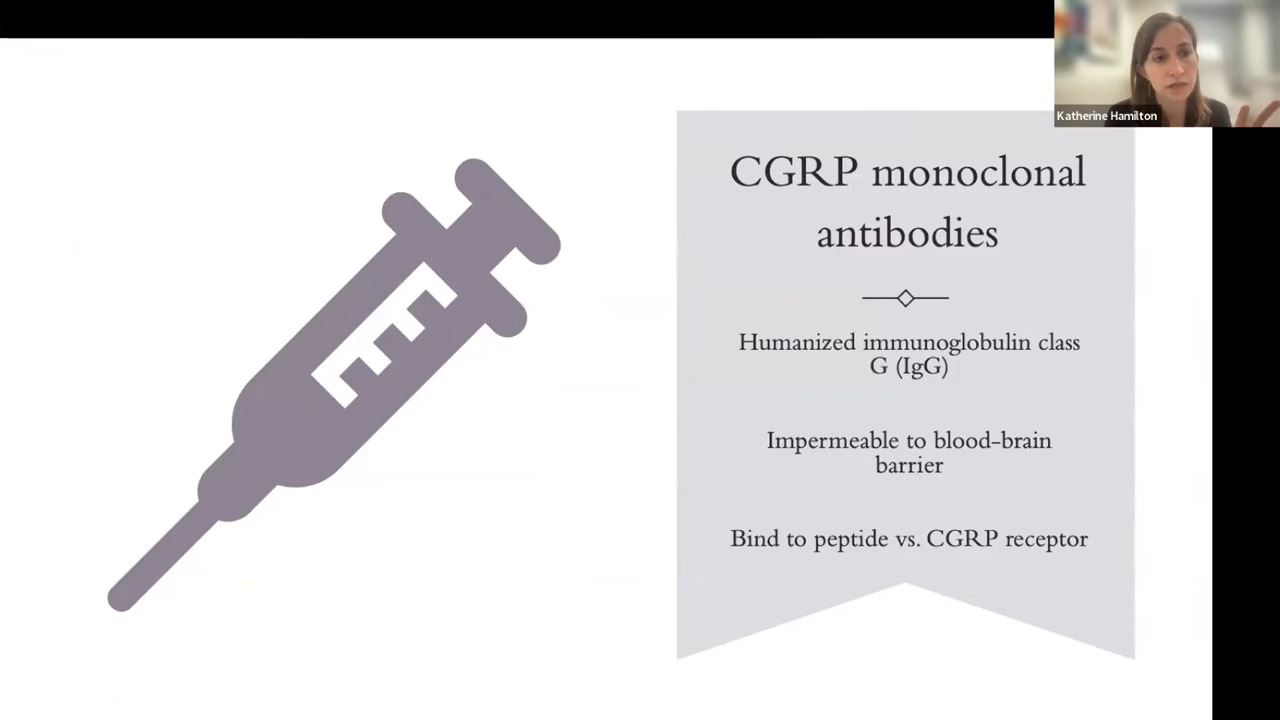 Katherine Hamilton
CGRP monoclonal
antibodies
Humanized immunoglobulin class
G (IgG)
Impermeable to blood-brain
barrier
Bind to peptide vs. CGRP receptor